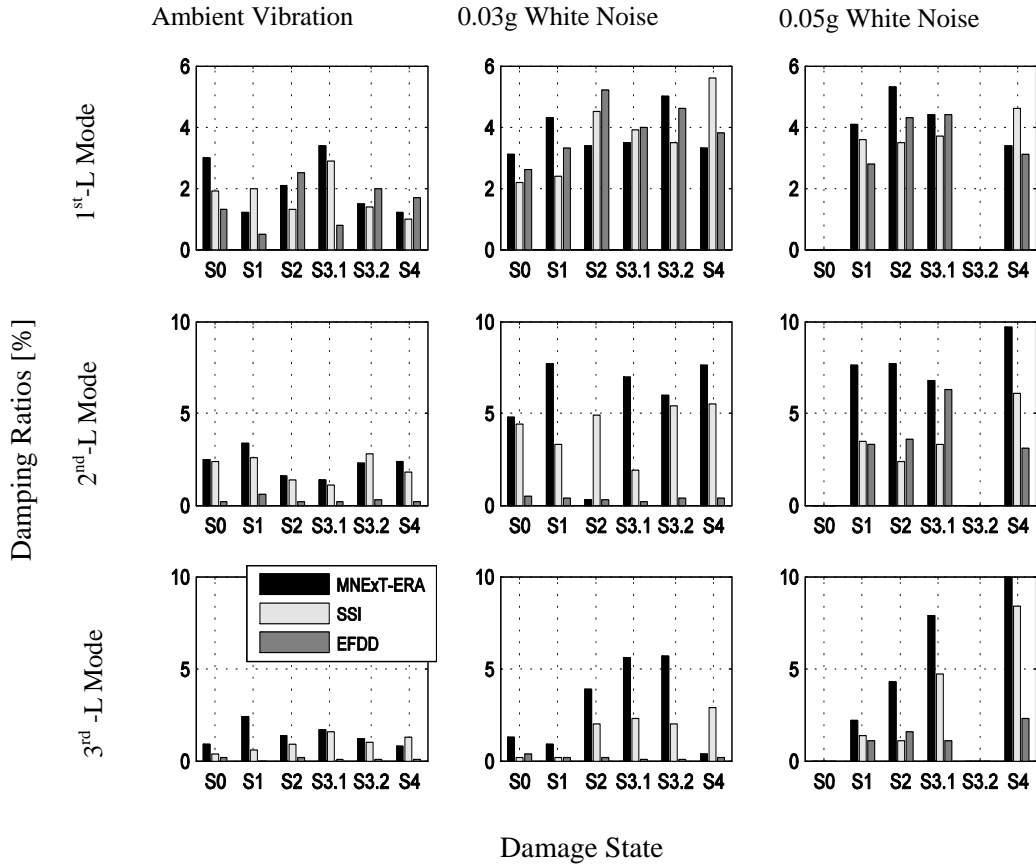 Ambient Vibration 0.03g White Noise 0.05g White Noise
Damping Ratios [%]
1st-L Mode
6
4
2
0
S0 S1 S2 S3.1 S3.2 S4
6
4
2
0
S0 S1 S2 S3.1 S3.2 S4
6
4
2
0
S0 S1 S2 S3.1 S3.2 S4
2nd-L Mode
10
5
0
S0 S1 S2 S3.1 S3.2 S4
10
5
0
S0 S1 S2 S3.1 S3.2 S4
10
5
0
S0 S1 S2 S3.1 S3.2 S4
3rd -L Mode
10
5
0
S0 S1 S2 S3.1 S3.2 S4
MNExT-ERA
SSI
EFDD
10
5
0
S0 S1 S2 S3.1 S3.2 S4
10
5
0
S0 S1 S2 S3.1 S3.2 S4
Damage State